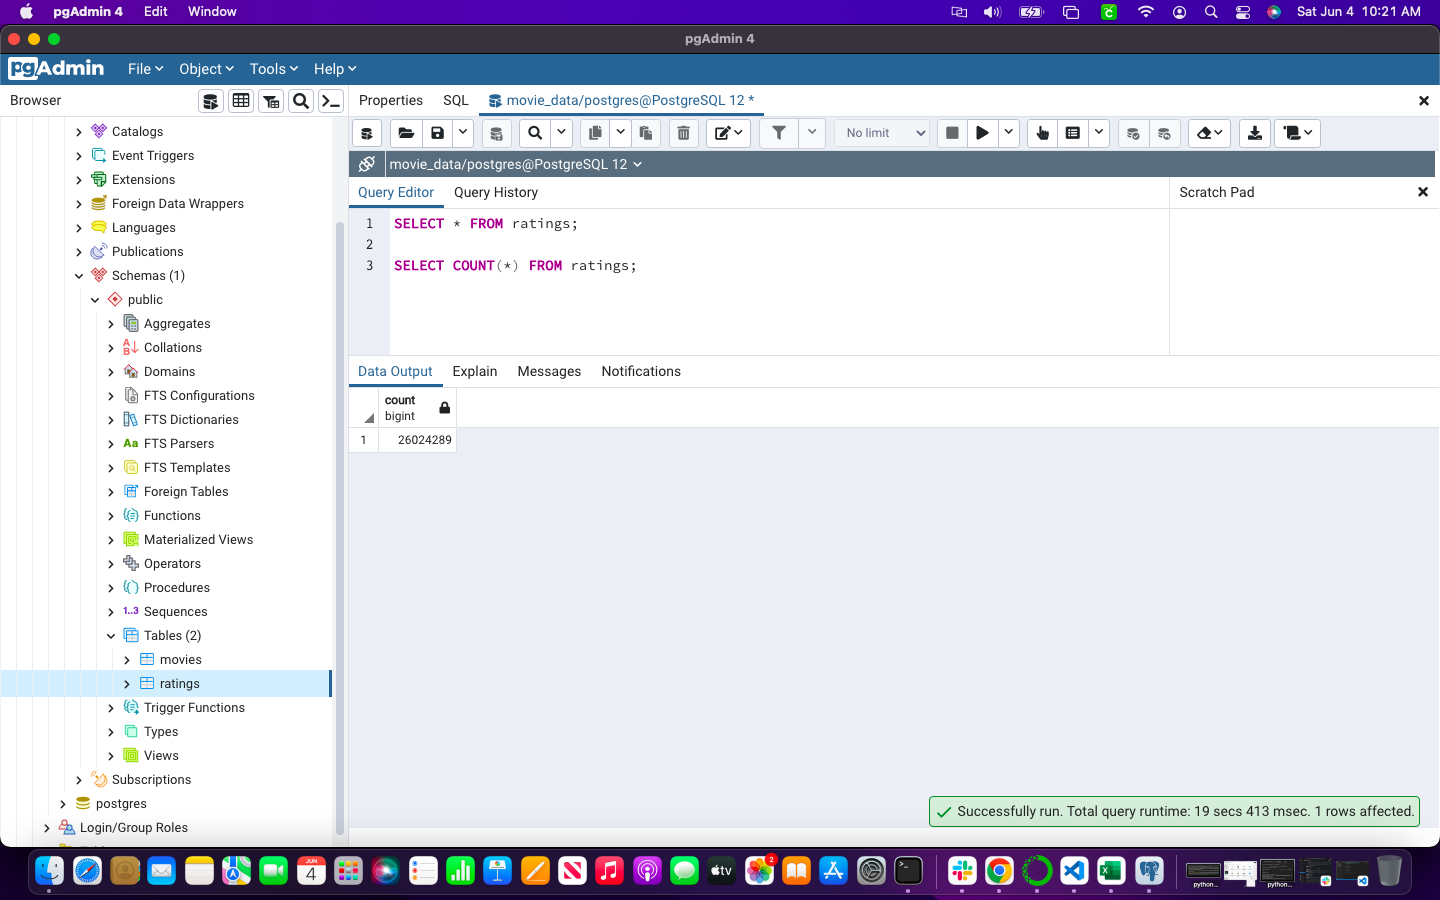 pgAdmin 4 Edit Window Sat Jun 4 10:21 AM
pgAdmin 4
pgAdmin File Object Tools Help
Browser
Properties SQL movie_data/postgres@PostgreSQL 12 *
No limit
movie_data/postgres@PostgreSQL 12
Query Editor Query History
Scratch Pad
1 SELECT * FROM ratings;
2
3 SELECT COUNT(*) FROM ratings;
Data Output Explain Messages Notifications
count
bigint
1 26024289
Catalogs
Event Triggers
Extensions
Foreign Data Wrappers
Languages
Publications
Schemas (1)
public
Aggregates
Collations
Domains
FTS Configurations
FTS Dictionaries
Aa FTS Parsers
FTS Templates
Foreign Tables
Functions
Materialized Views
Operators
Procedures
1..3 Sequences
Tables (2)
movies
ratings
Trigger Functions
Types
Views
Subscriptions
postgres
Login/Group Roles
Successfully run. Total query runtime: 19 secs 413 msec. 1 rows affected.
JUN
4
tv
2
python...
python...